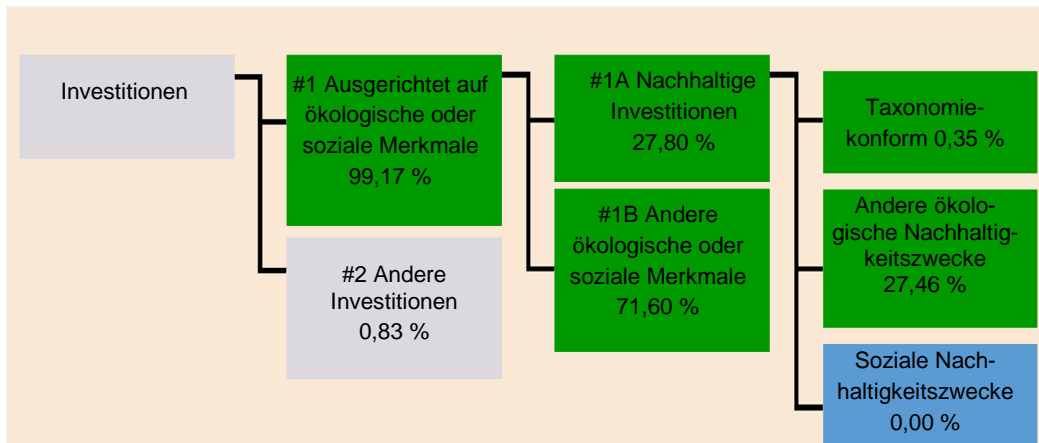 Investitionen
#1 Ausgerichtet auf
ökologische oder
soziale Merkmale
99,17 %
#2 Andere
Investitionen
0,83 %
#1A Nachhaltige
Investitionen
27,80 %
#1B Andere
ökologische oder
soziale Merkmale
71,60 %
Taxonomie-
konform 0,35 %
Andere ökolo-
gische Nachhaltig-
keitszwecke
27,46 %
Soziale Nach-
haltigkeitszwecke
0,00 %